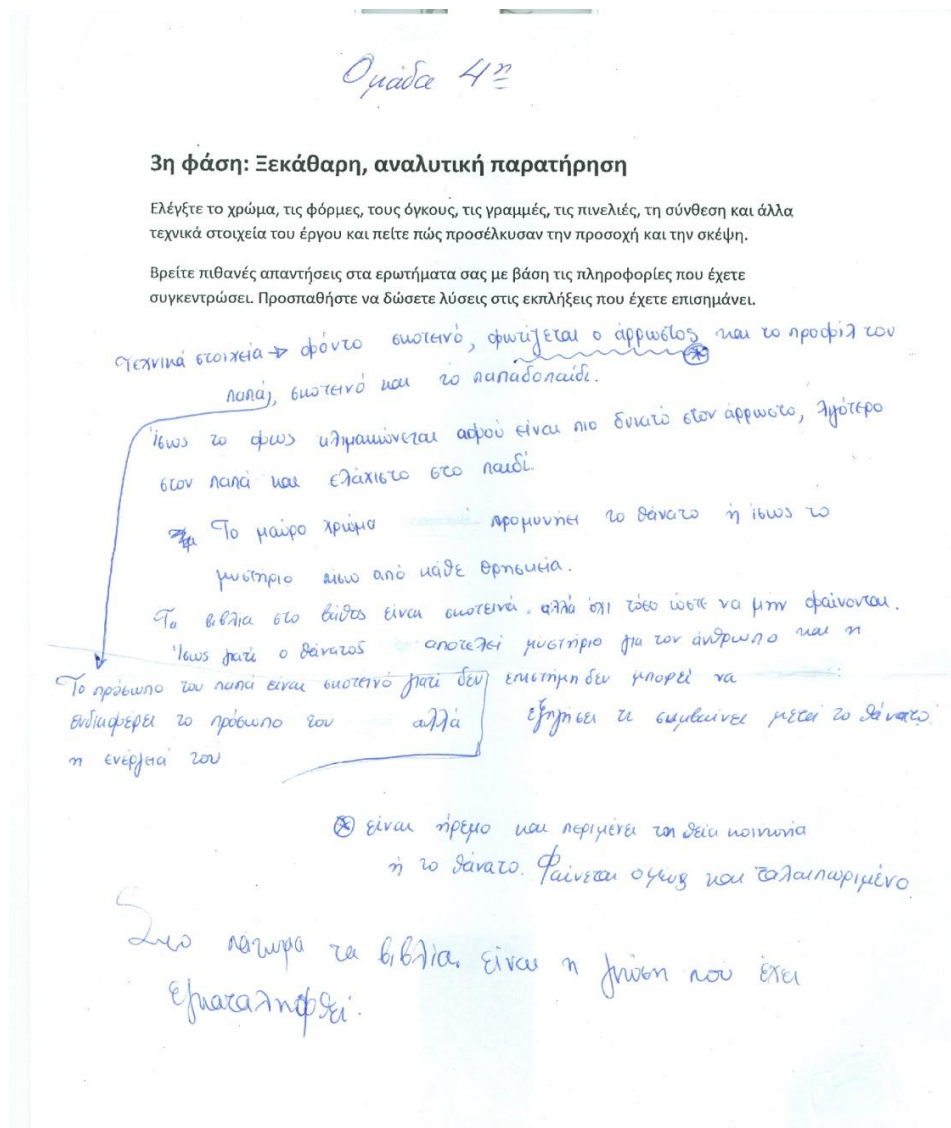 Ομάδα 4η
3η φάση: Ξεκάθαρη, αναλυτική παρατήρηση
Ελέγξτε το χρώμα, τις φόρμες, τους όγκους, τις γραμμές, τις πινελιές, τη σύνθεση και άλλα
τεχνικά στοιχεία του έργου και πείτε πώς προσέλκυσαν την προσοχή και την σκέψη.
Βρείτε πιθανές απαντήσεις στα ερωτήματα σας με βάση τις πληροφορίες που έχετε
συγκεντρώσει. Προσπαθήστε να δώσετε λύσεις στις εκπλήξεις που έχετε επισημάνει.
Τεχνικά στοιχεία → φόντο σκοτεινό, φωτίζεται ο άρρωστος και το προφίλ του
παπά, σκοτεινό και το παπαδοπαίδι.
Ίσως το φως κλιμακώνεται αφού είναι πιο δυνατό στον άρρωστο, λιγότερο
στον παπά και ελάχιστο στο παιδί.
Το μαύρο χρώμα προμυνήει το θάνατο ή ίσως το
μυστήριο πίσω από κάθε θρησκεία.
Τα βιβλία στο βάθος είναι σκοτεινά. αλλά όχι τόσο ώστε να μην φαίνονται.
Ίσως γιατί ο θάνατος αποτελεί μυστήριο για τον άνθρωπο και η
επιστήμη δεν μπορεί να
εξηγήσει τι συμβαίνει μετά το θάνατο.
Το πρόσωπο του παπά είναι σκοτεινό γιατί δεν
ενδιαφέρει το πρόσωπο του αλλά
η ενέργειά του
⊛ είναι ήρεμο και περιμένει τη θεία κοινωνία
ή το θάνατο. Φαίνεται όμως και ταλαιπωριμένο.
Στο πάτωμα τα βιβλία. είναι η γνώση που έχει
εγκαταληφθεί.